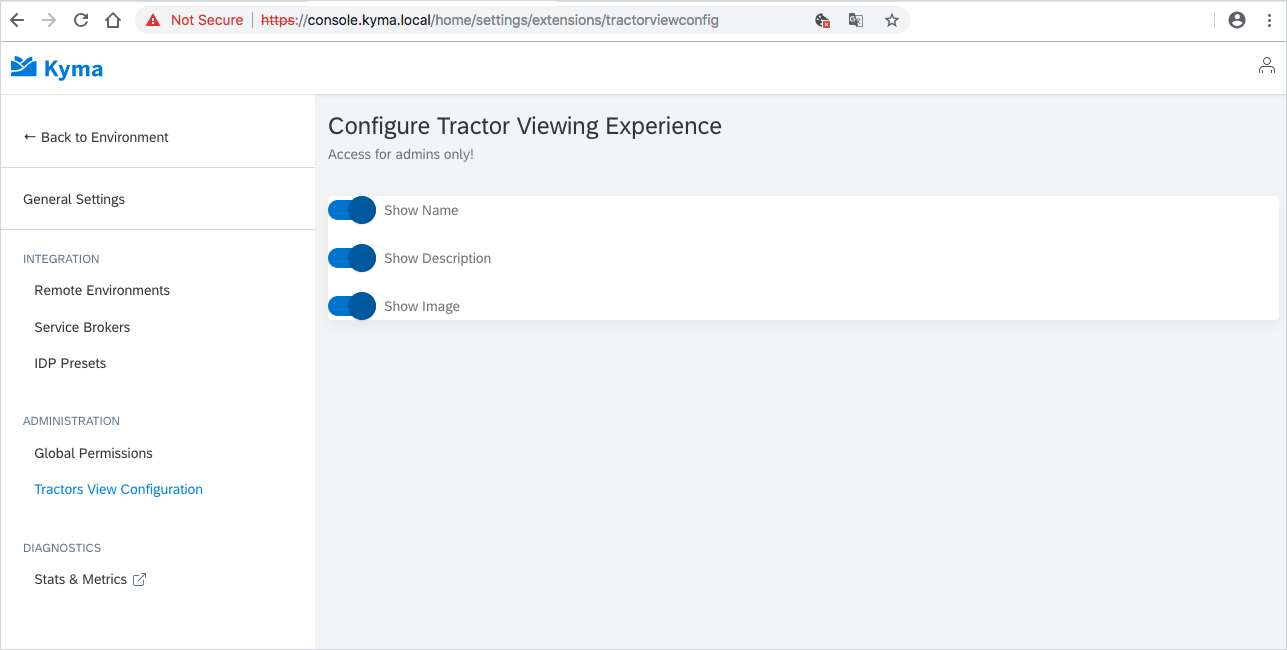 Not Secure https://console.kyma.local/home/settings/extensions/tractorviewconfig
Kyma
← Back to Environment
General Settings
INTEGRATION
Remote Environments
Service Brokers
IDP Presets
ADMINISTRATION
Global Permissions
Tractors View Configuration
DIAGNOSTICS
Stats & Metrics
Configure Tractor Viewing Experience
Access for admins only!
Show Name
Show Description
Show Image